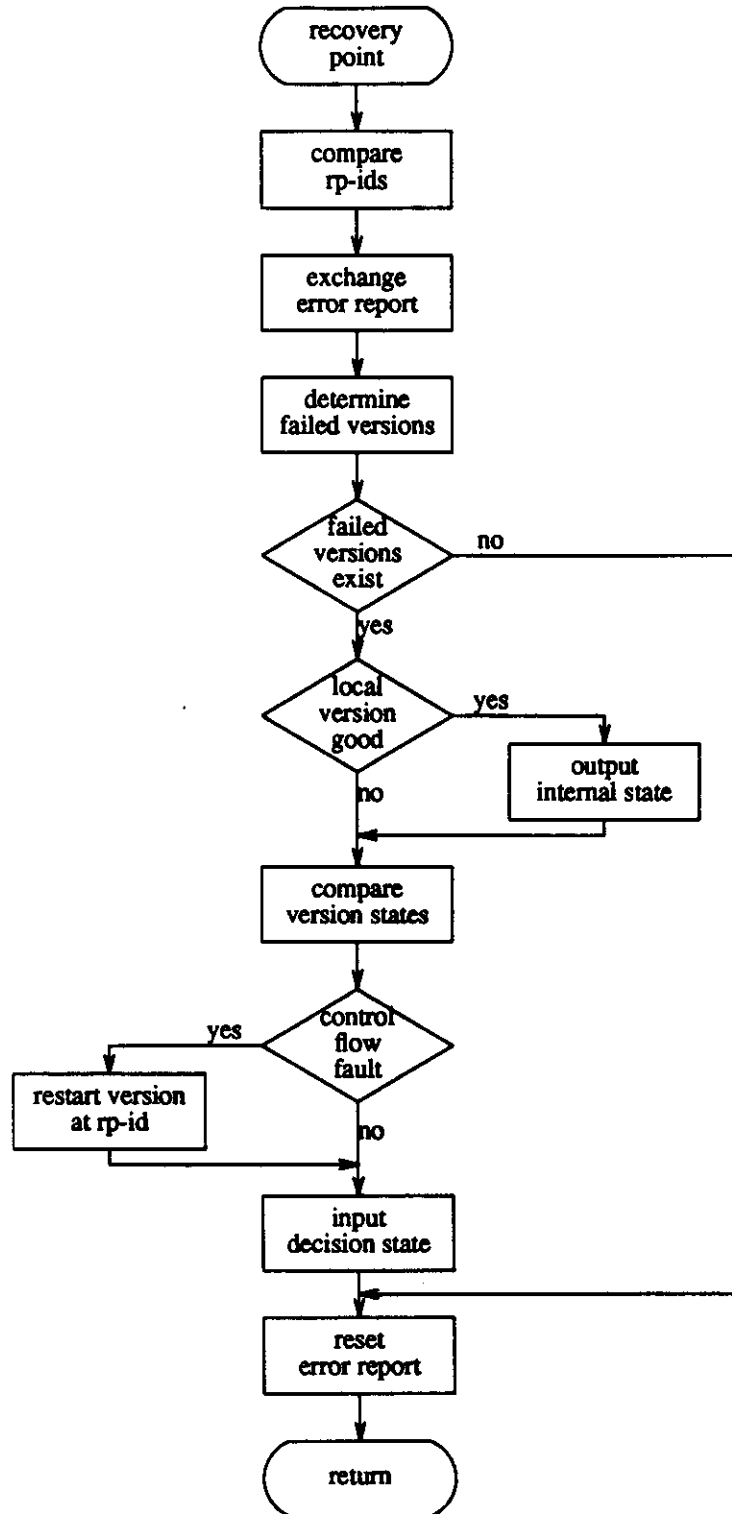 recovery
point
compare
rp-ids
exchange
error report
determine
failed versions
failed
versions
exist
no
yes
local
version
good
yes
output
internal state
no
compare
version states
control
flow
fault
yes
restart version
at rp-id
no
input
decision state
reset
error report
return